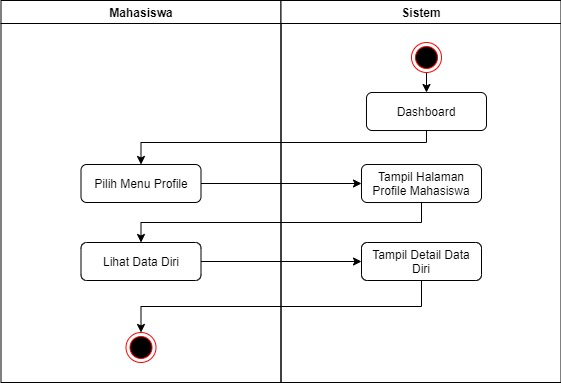 Mahasiswa
Sistem
Dashboard
Pilih Menu Profile
Tampil Halaman
Profile Mahasiswa
Lihat Data Diri
Tampil Detail Data
Diri